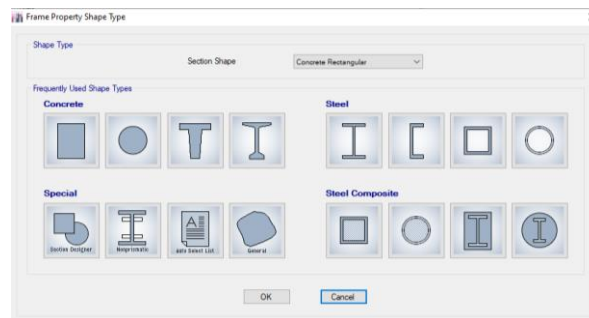 Frame Property Shape Type
Shape Type
Section Shape
Concrete Rectangular
Frequently Used Shape Types
Concrete
Steel
Special
Section Designer
Nonprismatic
Auto Select List
General
Steel Composite
OK
Cancel